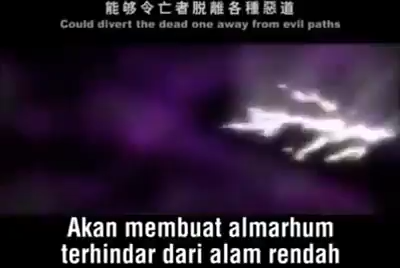 能够令亡者脱離各種惡道
Could divert the dead one away from evil paths
Akan membuat almarhum
terhindar dari alam rendah